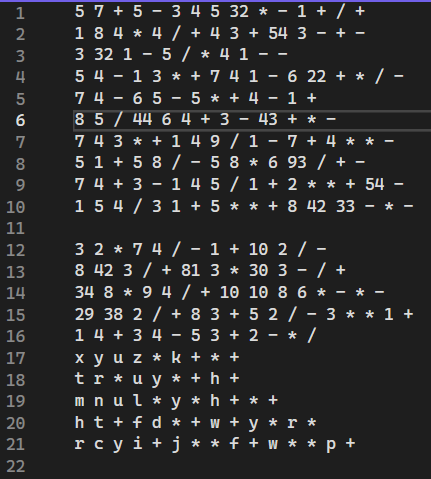 1 5 7 + 5 - 3 4 5 32 * - 1 + / +
2 1 8 4 * 4 / + 4 3 + 54 3 - + -
3 3 32 1 - 5 / * 4 1 - -
4 5 4 - 1 3 * + 7 4 1 - 6 22 + * / -
5 7 4 - 6 5 - 5 * + 4 - 1 +
6 8 5 / 44 6 4 + 3 - 43 + * -
7 7 4 3 * + 1 4 9 / 1 - 7 + 4 * * -
8 5 1 + 5 8 / - 5 8 * 6 93 / + -
9 7 4 + 3 - 1 4 5 / 1 + 2 * * + 54 -
10 1 5 4 / 3 1 + 5 * * + 8 42 33 - * -
11
12 3 2 * 7 4 / - 1 + 10 2 / -
13 8 42 3 / + 81 3 * 30 3 - / +
14 34 8 * 9 4 / + 10 10 8 6 * - * -
15 29 38 2 / + 8 3 + 5 2 / - 3 * * 1 +
16 1 4 + 3 4 - 5 3 + 2 - * /
17 x y u z * k + * +
18 t r * u y * + h +
19 m n u l * y * h + * +
20 h t + f d * + w + y * r *
21 r c y i + j * * f + w * * p +
22